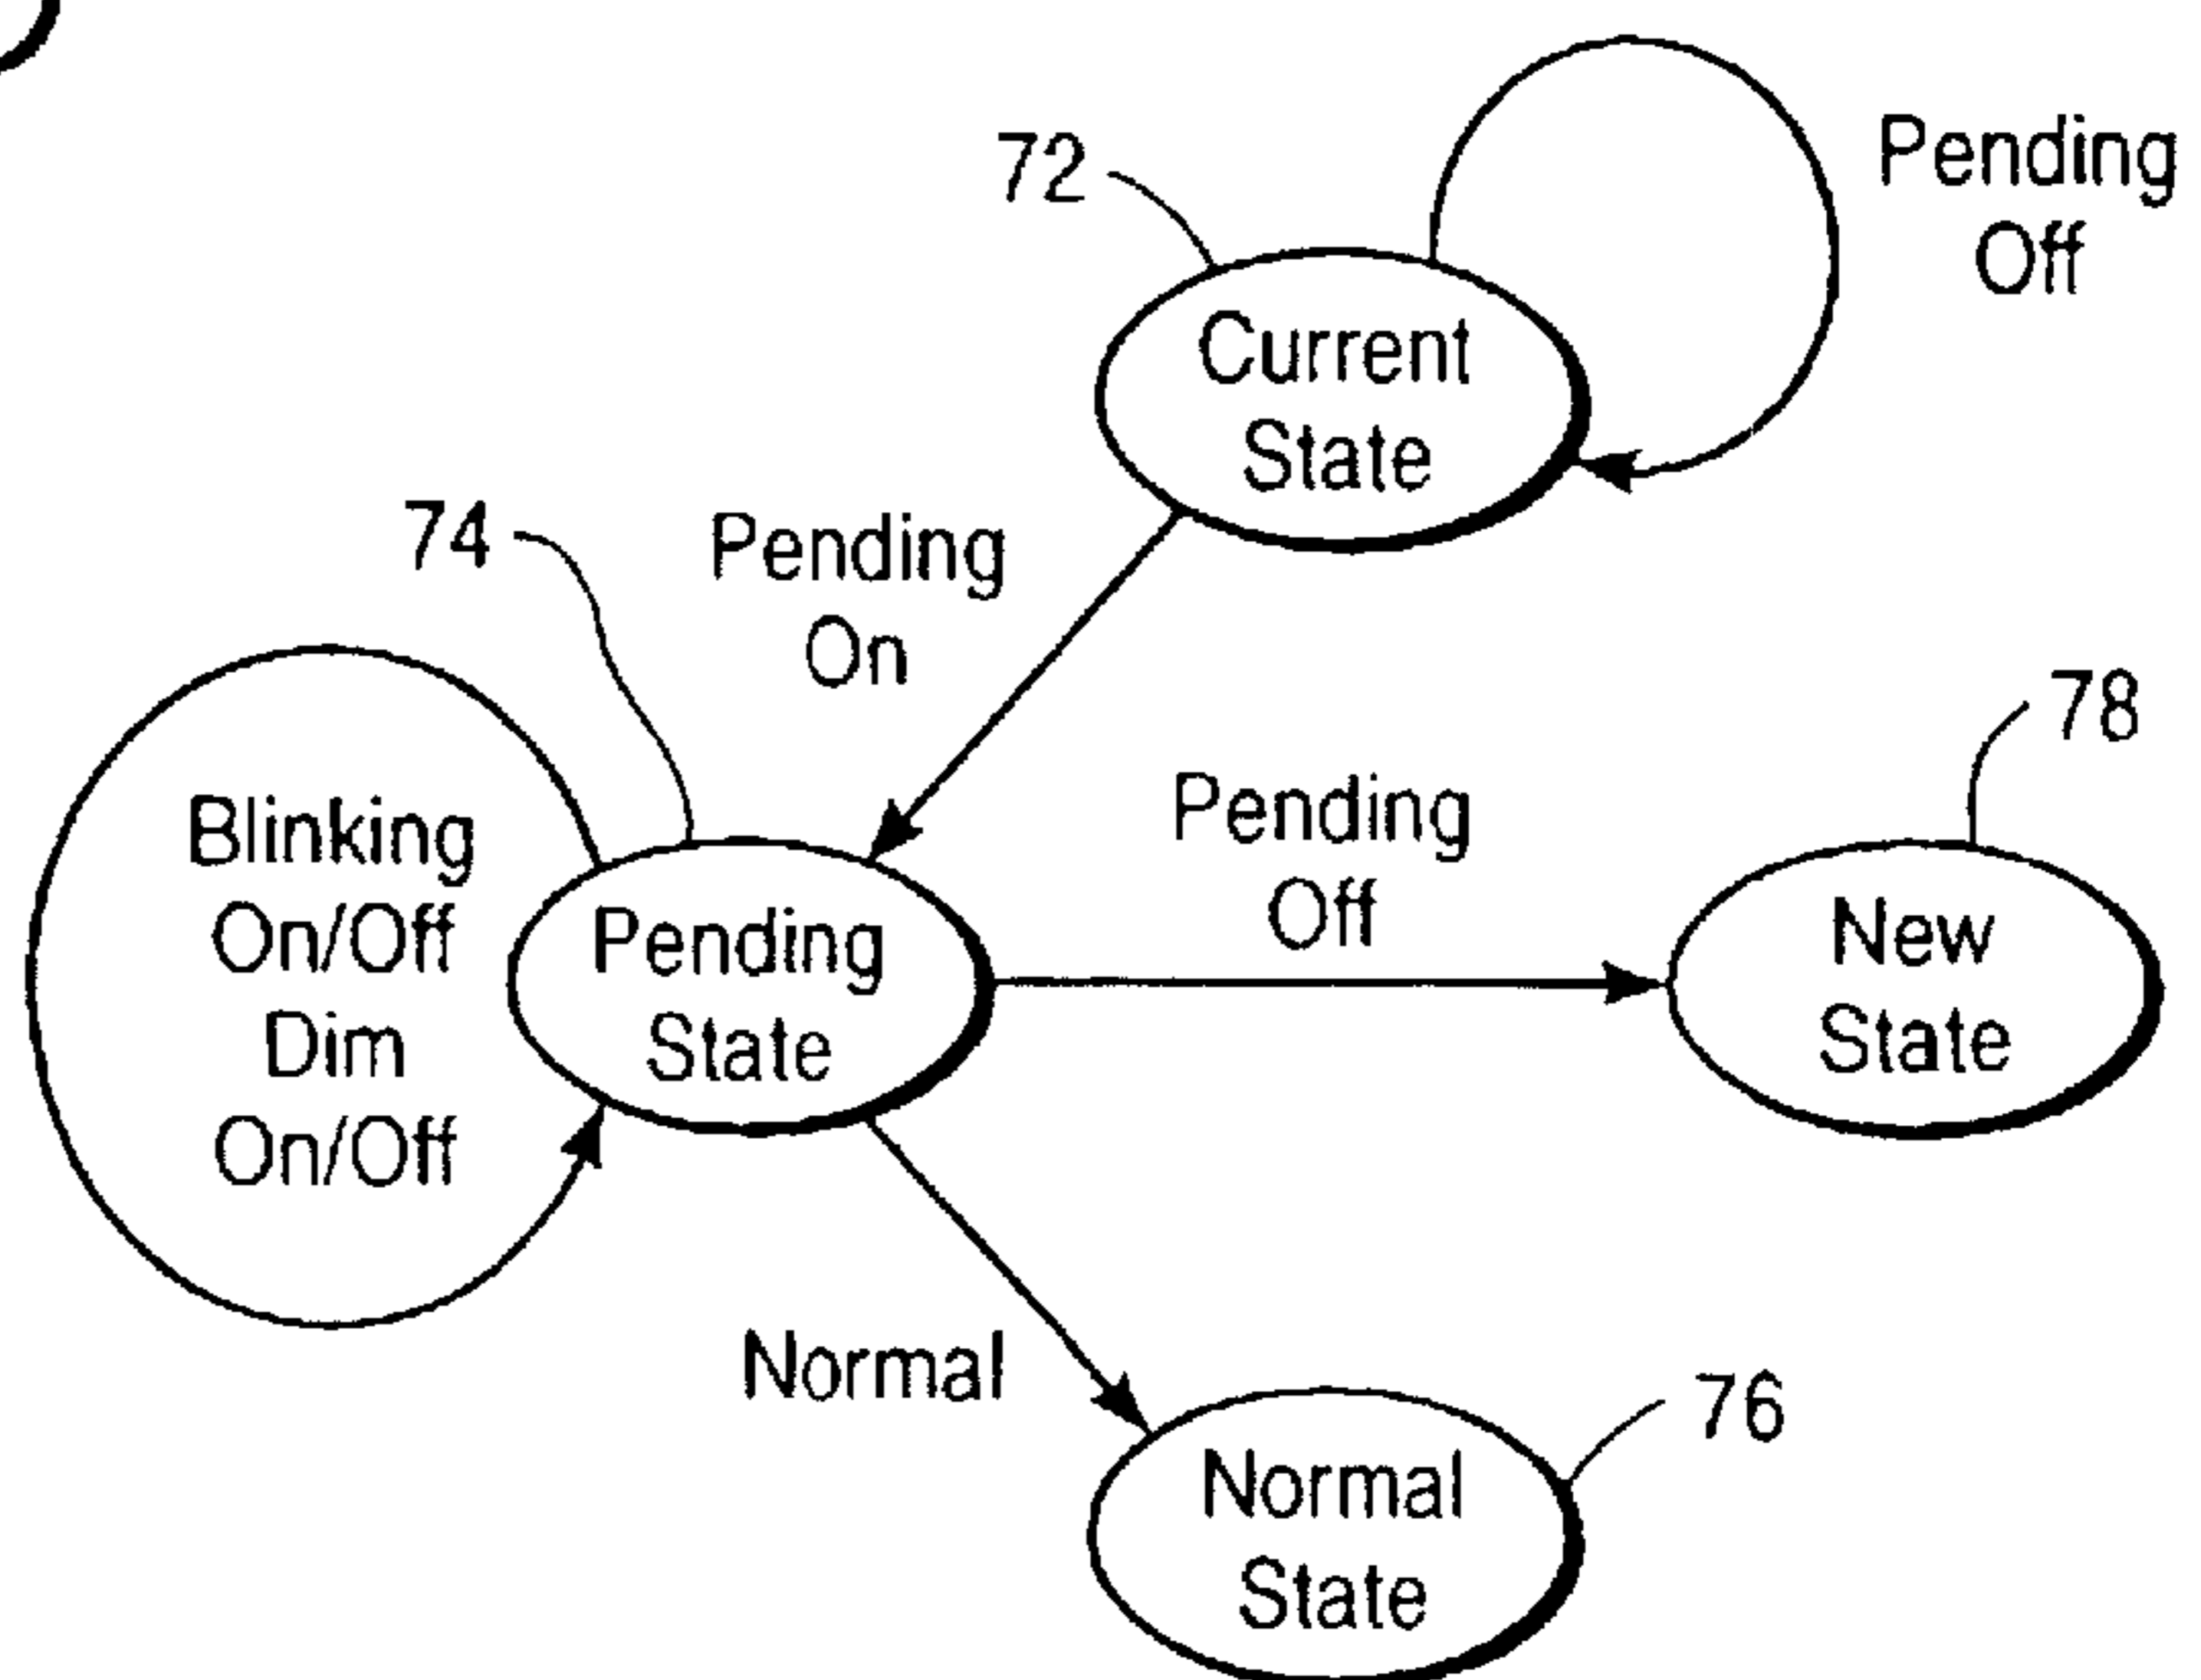 72
Pending
Off
Current
State
74
Pending
On
78
Blinking
On/Off
Dim
On/Off
Pending
State
Pending
Off
New
State
Normal
76
Normal
State